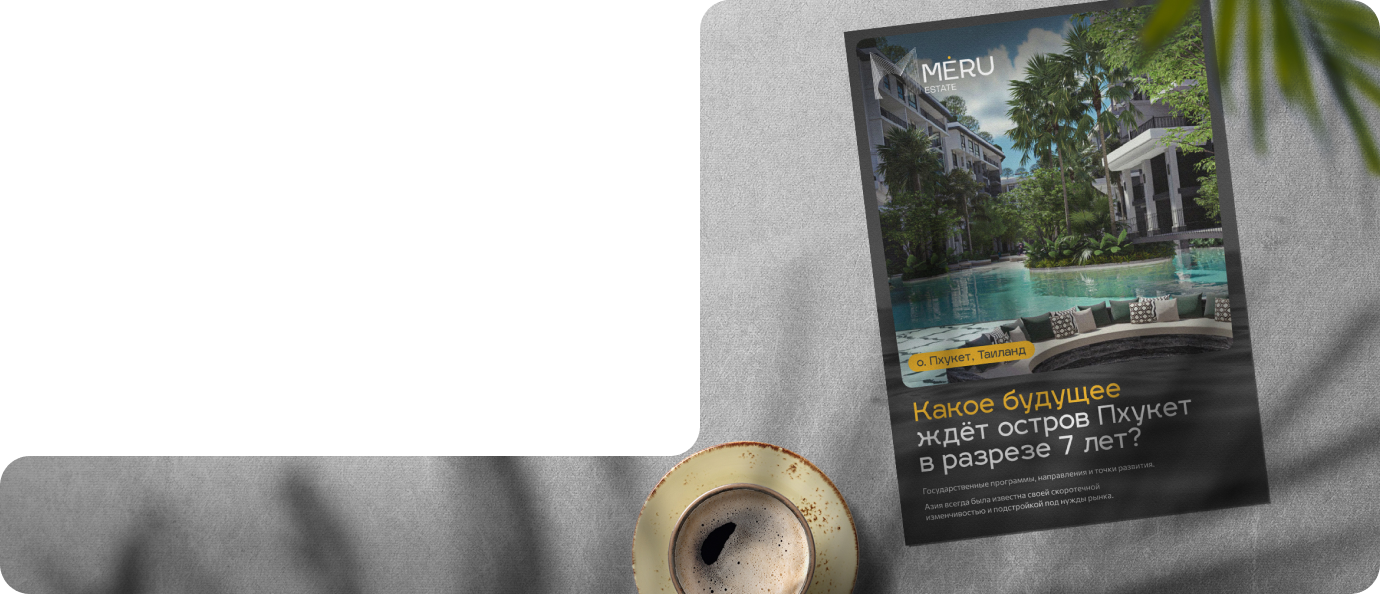 MERU
ESTATE
о. Пхукет, Таиланд
Какое будущее
ждёт остров Пхукет
в разрезе 7 лет?
Государственные программы, направления и точки развития.
Азия всегда была известна своей скоротечной
изменчивостью и подстройкой под нужды рынка.